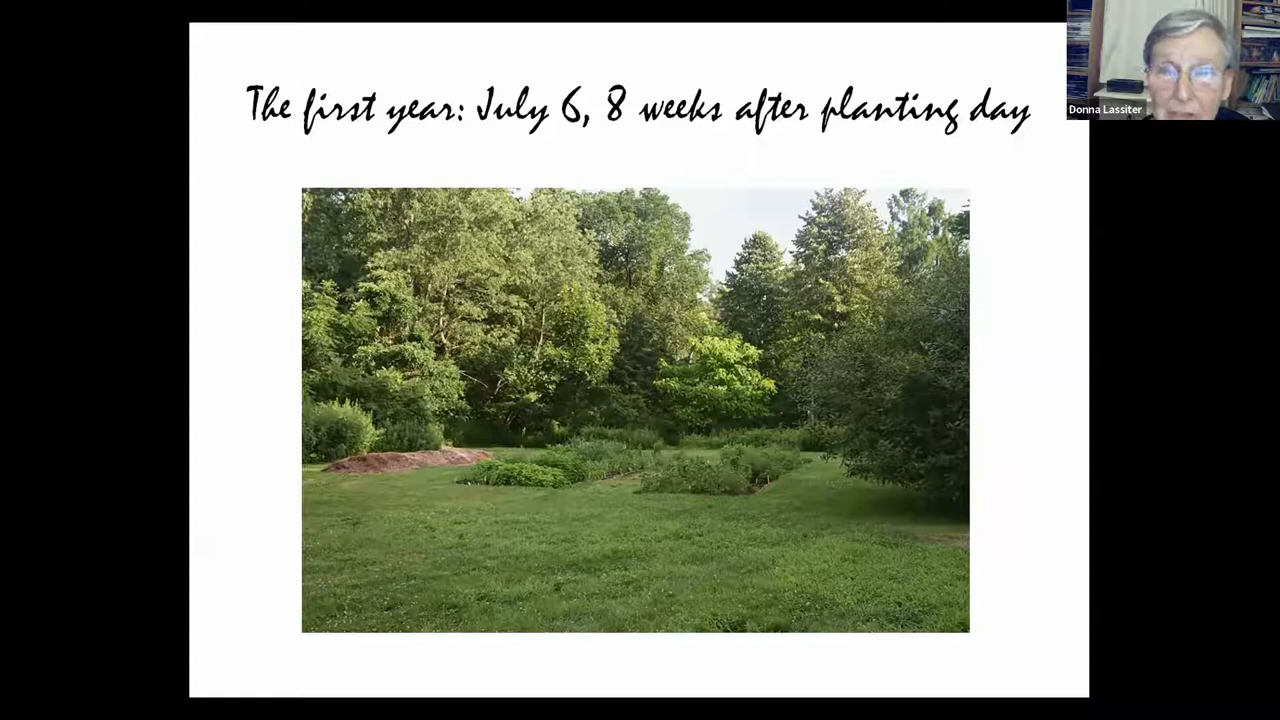 The first year: July 6, 8 weeks after planting day
Donna Lassiter